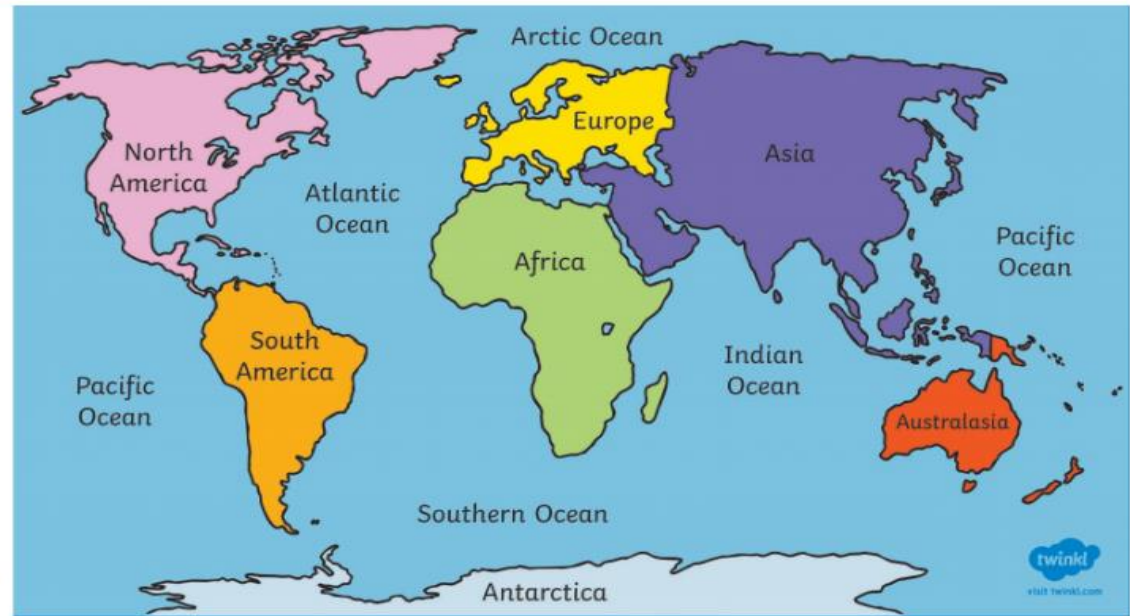 Arctic Ocean
Europe
North
America
Asia
Atlantic
Ocean
Pacific
Ocean
Africa
South
America
Indian
Ocean
Pacific
Ocean
Australasia
Southern Ocean
Antarctica
twinkl
visit twinkl.com